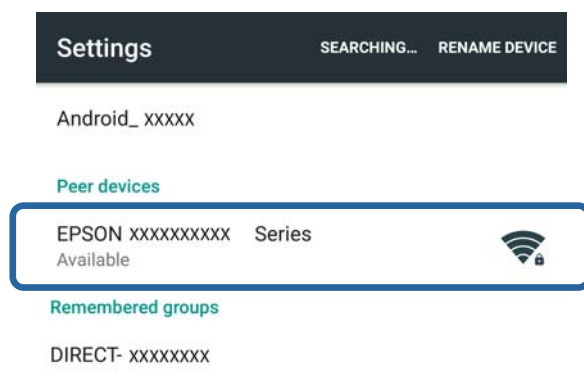 Settings SEARCHING... RENAME DEVICE
Android_ xxxxx
Peer devices
EPSON xxxxxxxxxx Series
Available
Remembered groups
DIRECT- xxxxxxxx